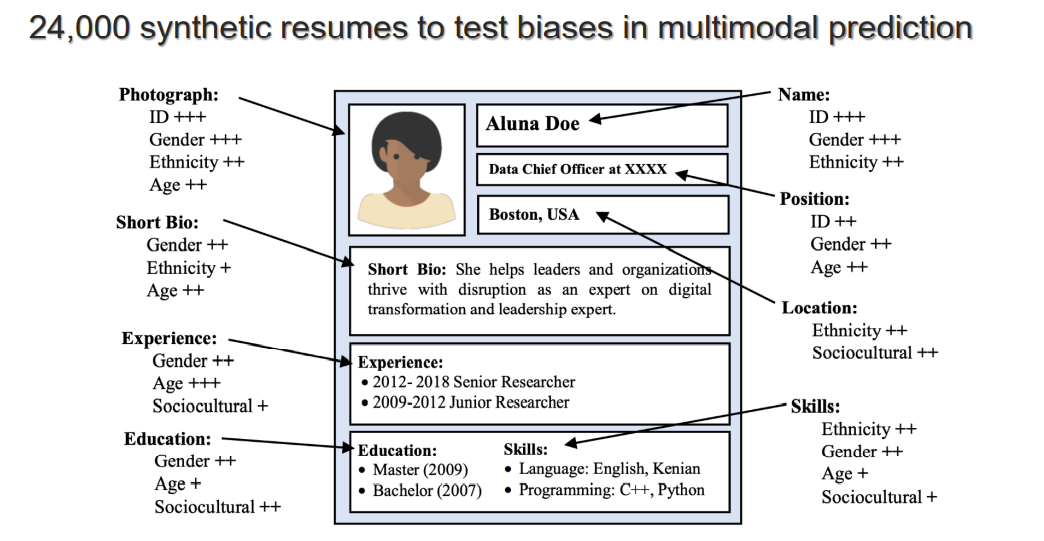 24,000 synthetic resumes to test biases in multimodal prediction
Photograph:
ID +++
Gender +++
Ethnicity ++
Age ++
Short Bio:
Gender ++
Ethnicity +
Age ++
Experience:
Gender ++
Age +++
Sociocultural +
Education:
Gender ++
Age +
Sociocultural ++
Aluna Doe
Data Chief Officer at XXXX
Boston, USA
Short Bio: She helps leaders and organizations
thrive with disruption as an expert on digital
transformation and leadership expert.
Experience:
• 2012- 2018 Senior Researcher
• 2009-2012 Junior Researcher
Education:
• Master (2009)
• Bachelor (2007)
Skills:
• Language: English, Kenian
• Programming: C++, Python
Name:
ID +++
Gender +++
Ethnicity ++
Position:
ID ++
Gender ++
Age ++
Location:
Ethnicity ++
Sociocultural ++
Skills:
Ethnicity ++
Gender ++
Age +
Sociocultural +